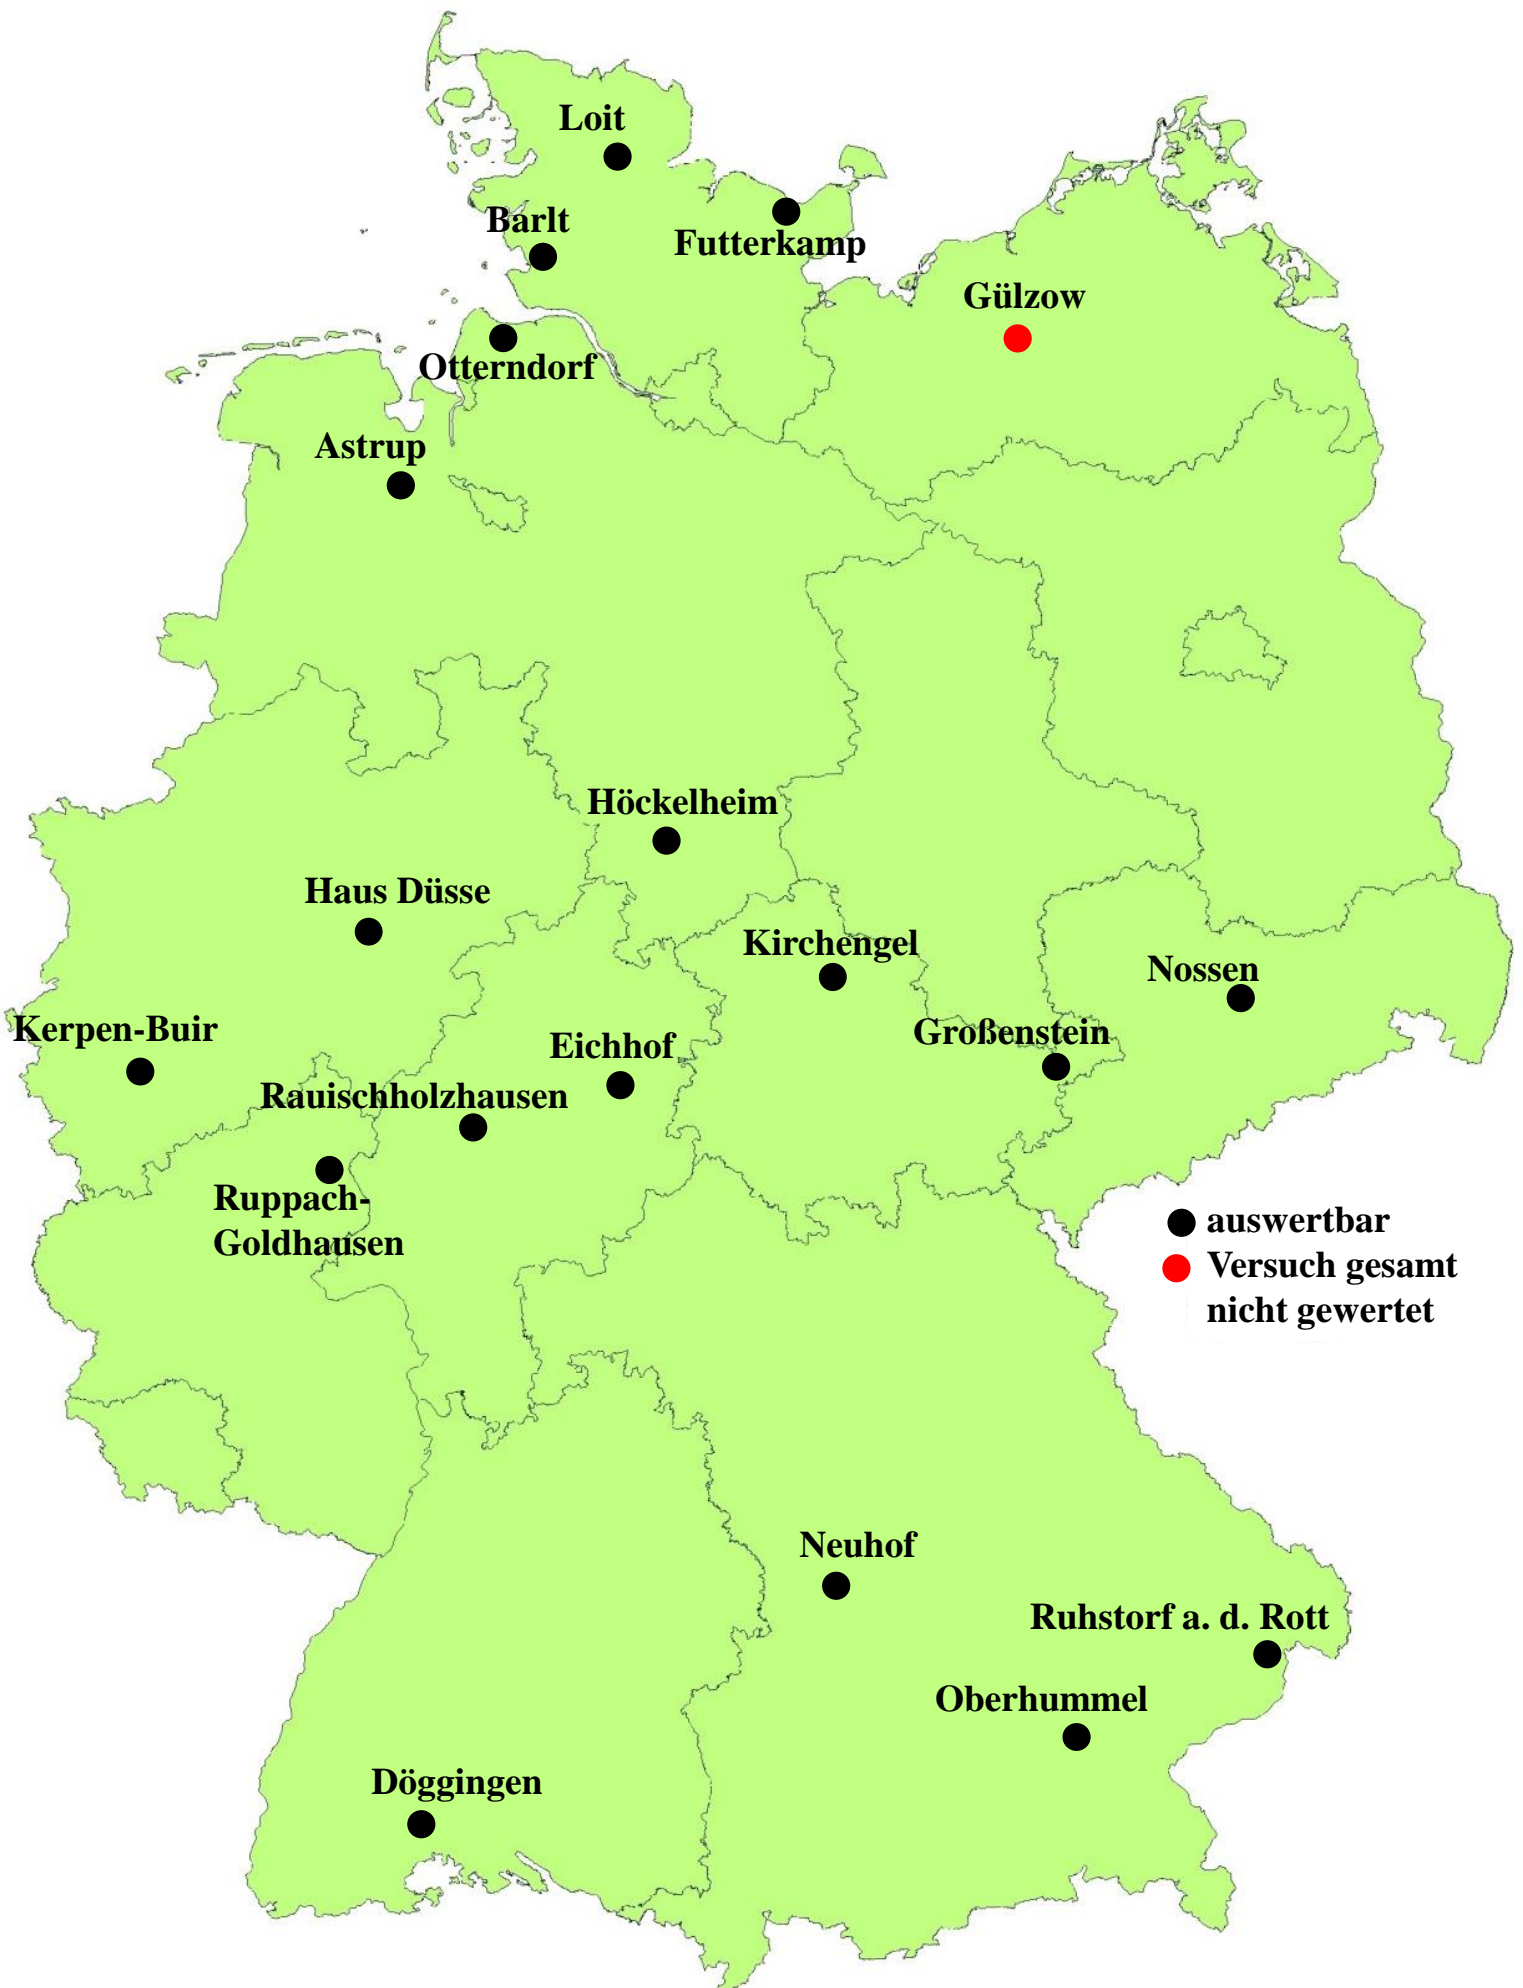 Loit
Barlt
Futterkamp
Gülzow
Otterndorf
Astrup
Höckelheim
Haus Düsse
Kirchengel
Nossen
Kerpen-Buir
Großenstein
Eichhof
Rauischholzhausen
Ruppach-
Goldhausen
auswertbar
Versuch gesamt
nicht gewertet
Neuhof
Ruhstorf a. d. Rott
Oberhummel
Döggingen